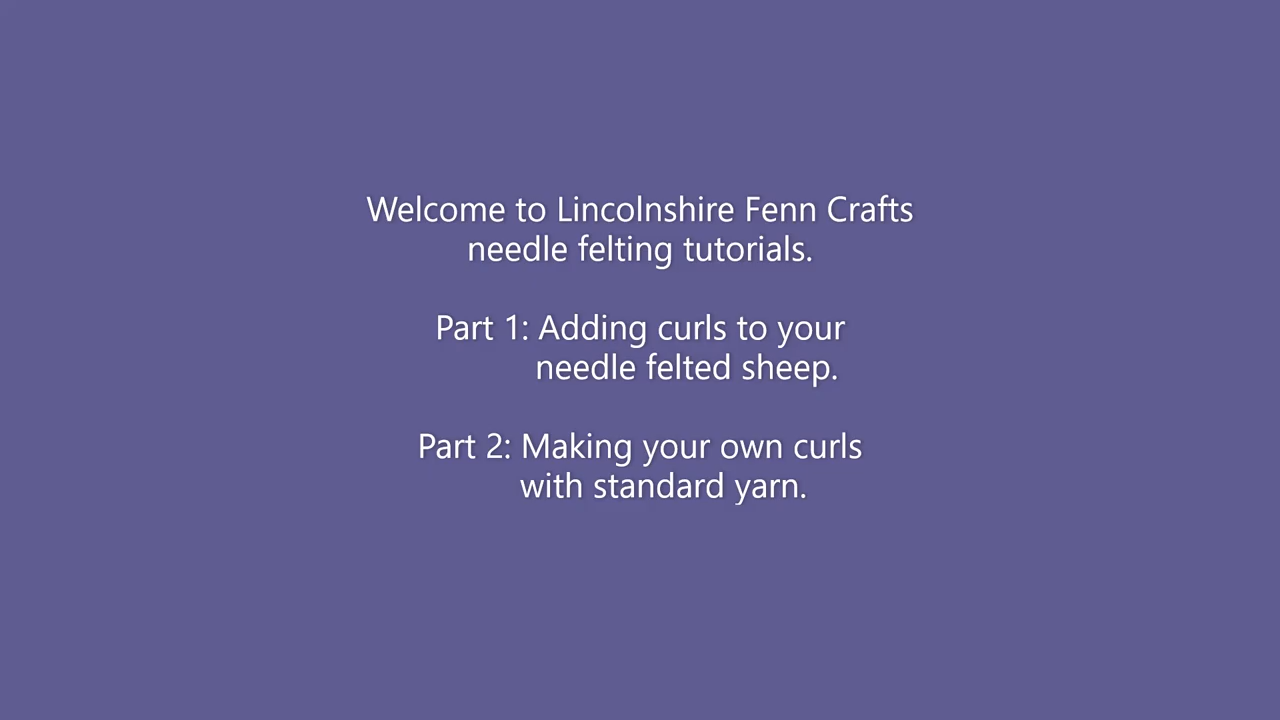 Welcome to Lincolnshire Fenn Crafts
needle felting tutorials.
Part 1: Adding curls to your
needle felted sheep.
Part 2: Making your own curls
with standard yarn.